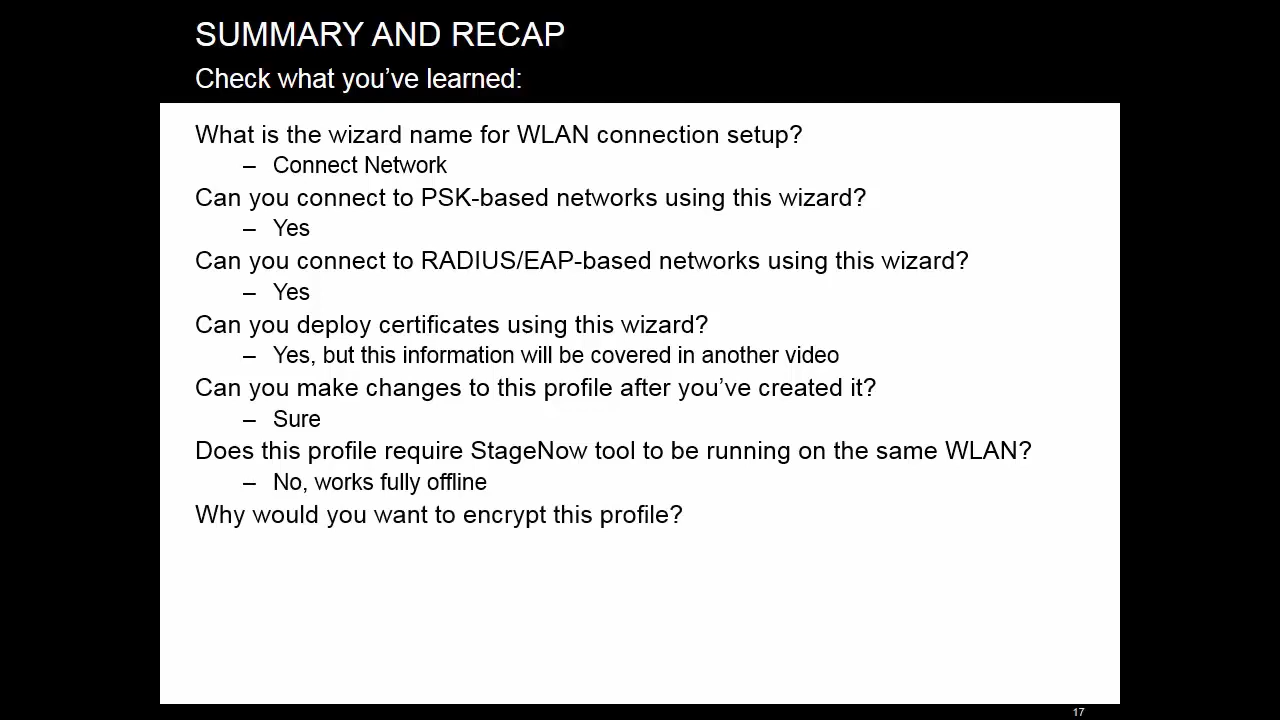 SUMMARY AND RECAP
Check what you’ve learned:
What is the wizard name for WLAN connection setup?
– Connect Network
Can you connect to PSK-based networks using this wizard?
– Yes
Can you connect to RADIUS/EAP-based networks using this wizard?
– Yes
Can you deploy certificates using this wizard?
– Yes, but this information will be covered in another video
Can you make changes to this profile after you’ve created it?
– Sure
Does this profile require StageNow tool to be running on the same WLAN?
– No, works fully offline
Why would you want to encrypt this profile?
17